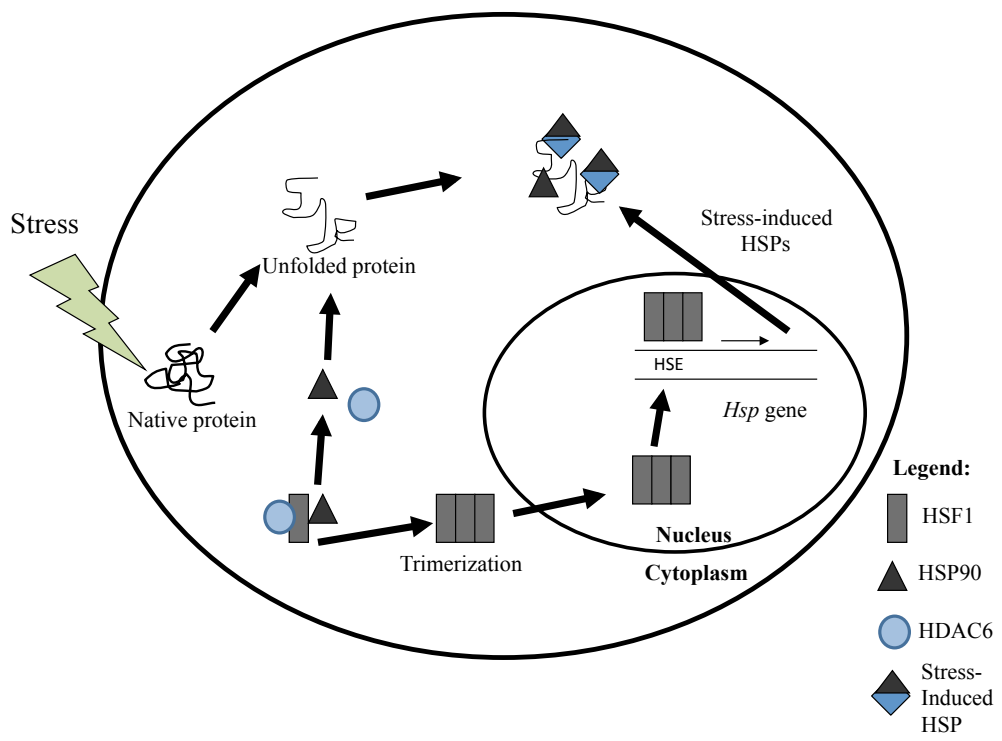 Stress
Unfolded protein
Native protein
Stress-induced
HSPs
HSE
Hsp gene
Trimerization
Nucleus
Cytoplasm
Legend:
HSF1
HSP90
HDAC6
Stress-
Induced
HSP